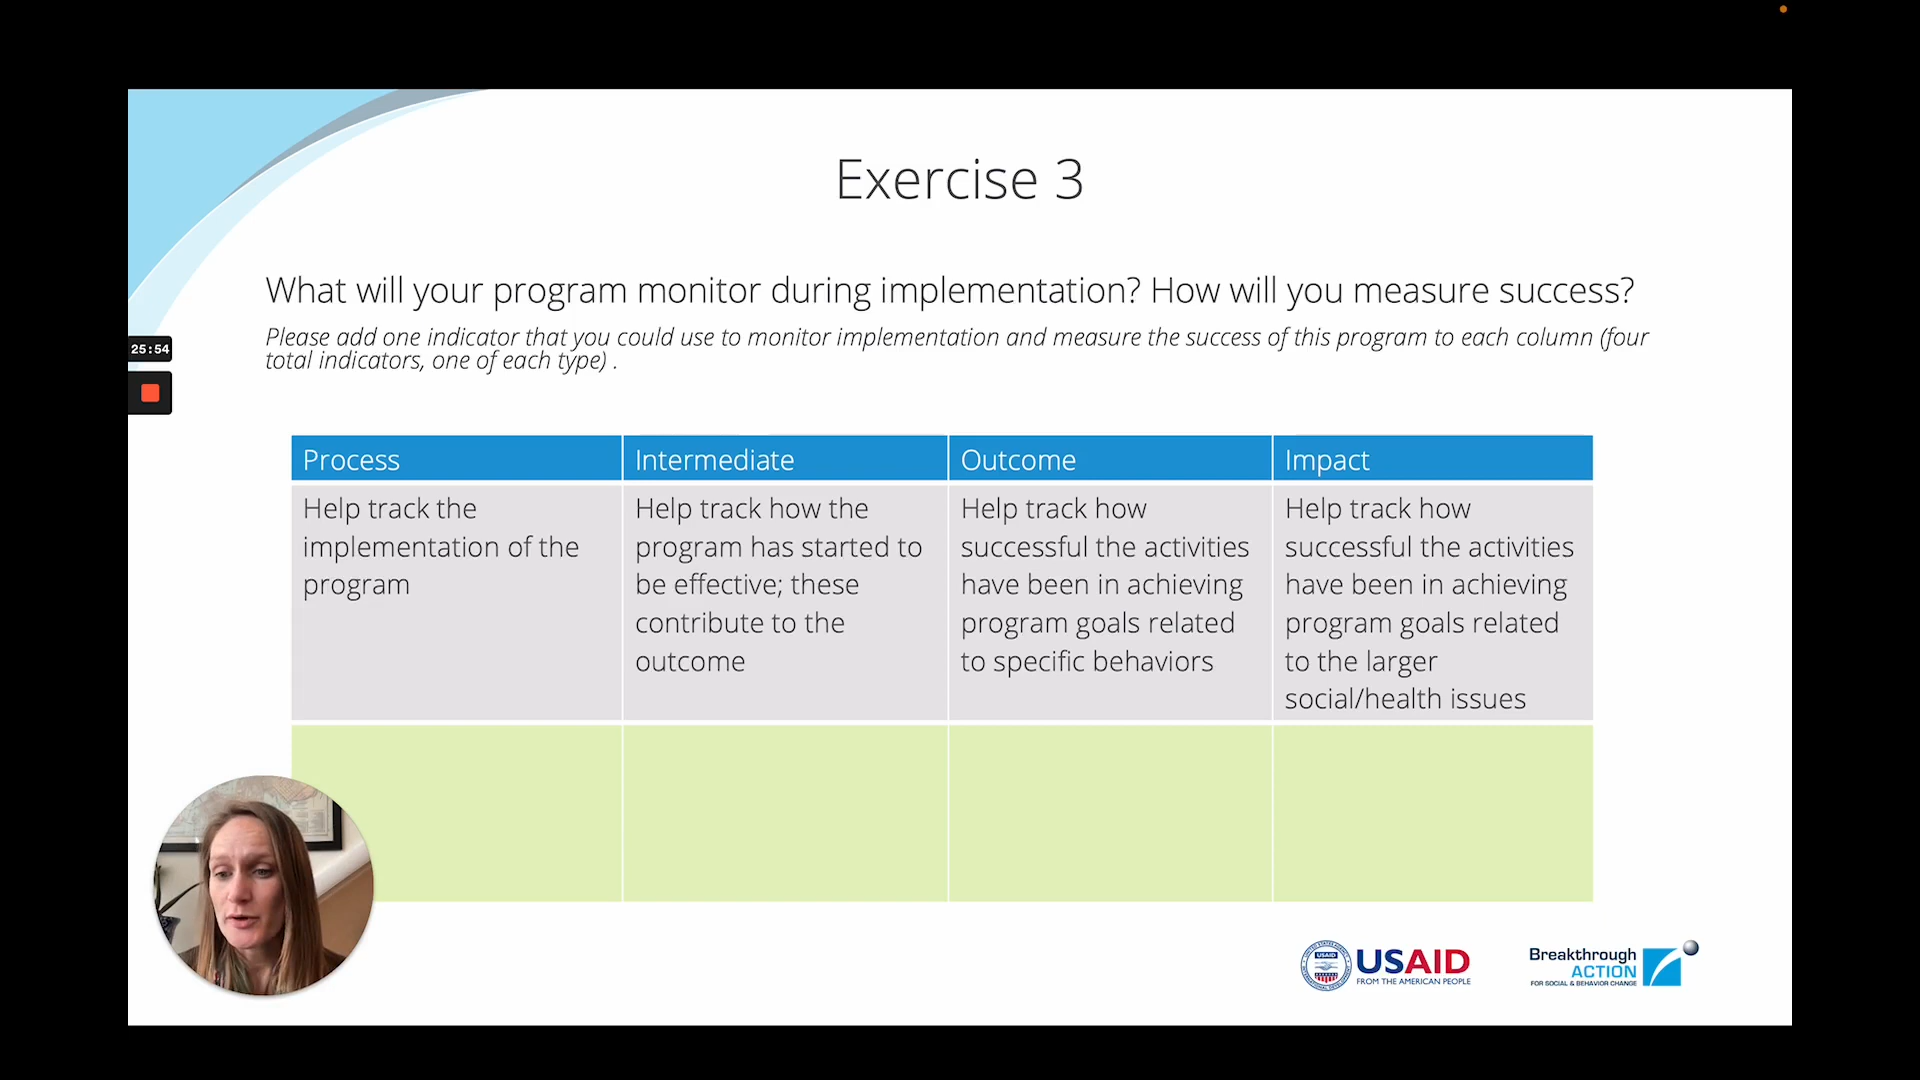 Exercise 3
What will your program monitor during implementation? How will you measure success?
Please add one indicator that you could use to monitor implementation and measure the success of this program to each column (four
total indicators, one of each type) .
25:54
Process
Intermediate
Outcome
Impact
Help track the
implementation of the
program
Help track how the
program has started to
be effective; these
contribute to the
outcome
Help track how
successful the activities
have been in achieving
program goals related
to specific behaviors
Help track how
successful the activities
have been in achieving
program goals related
to the larger
social/health issues
USAID
USAID
FROM THE AMERICAN PEOPLE
Breakthrough
ACTION
FOR SOCIAL & BEHAVIOR CHANGE